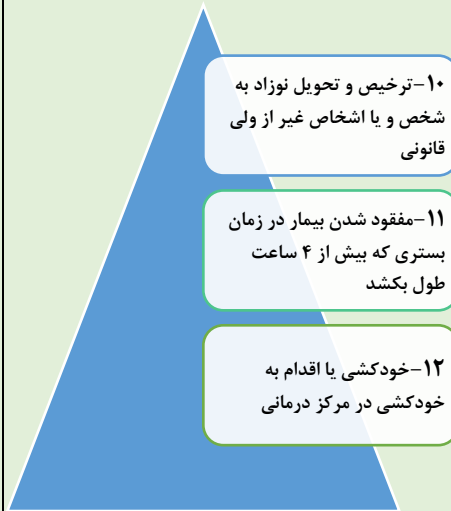 ۱۰-ترخیص و تحویل نوزاد به
شخص و یا اشخاص غیر از ولی
قانونی
۱۱-مفقود شدن بیمار در زمان
بستری که بیش از ۴ ساعت
طول بکشد
۱۲-خودکشی یا اقدام به
خودکشی در مرکز درمانی